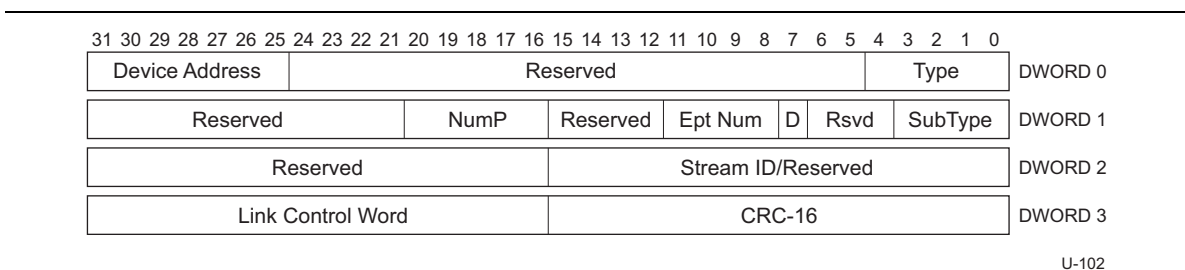 31 30 29 28 27 26 25 24 23 22 21 20 19 18 17 16 15 14 13 12 11 10 9 8 7 6 5 4 3 2 1 0
Device Address Reserved Type DWORD 0
Reserved NumP Reserved Ept Num D Rsvd SubType DWORD 1
Reserved Stream ID/Reserved DWORD 2
Link Control Word CRC-16 DWORD 3
U-102